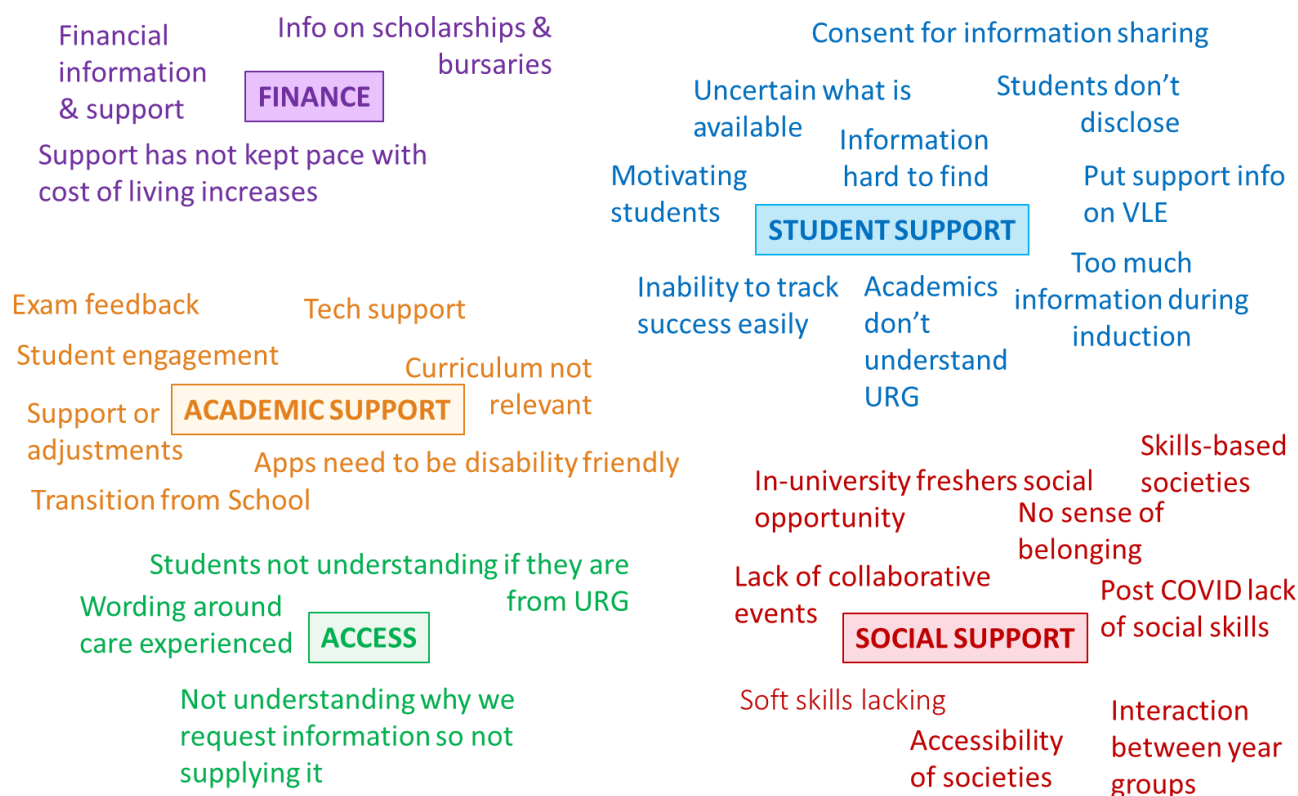 Financial
information
& support
Info on scholarships &
bursaries
FINANCE
Support has not kept pace with
cost of living increases
Consent for information sharing
Uncertain what is
available
Students don’t
disclose
Information
hard to find
Motivating
students
Put support info
on VLE
STUDENT SUPPORT
Inability to track
success easily
Academics
don’t
understand
URG
Too much
information during
induction
Exam feedback
Tech support
Student engagement
Curriculum not
relevant
Support or
adjustments
ACADEMIC SUPPORT
Apps need to be disability friendly
Transition from School
Students not understanding if they are
from URG
Wording around
care experienced
ACCESS
Not understanding why we
request information so not
supplying it
Skills-based
societies
In-university freshers social
opportunity
No sense of
belonging
Lack of collaborative
events
Post COVID lack
of social skills
SOCIAL SUPPORT
Soft skills lacking
Accessibility
of societies
Interaction
between year
groups